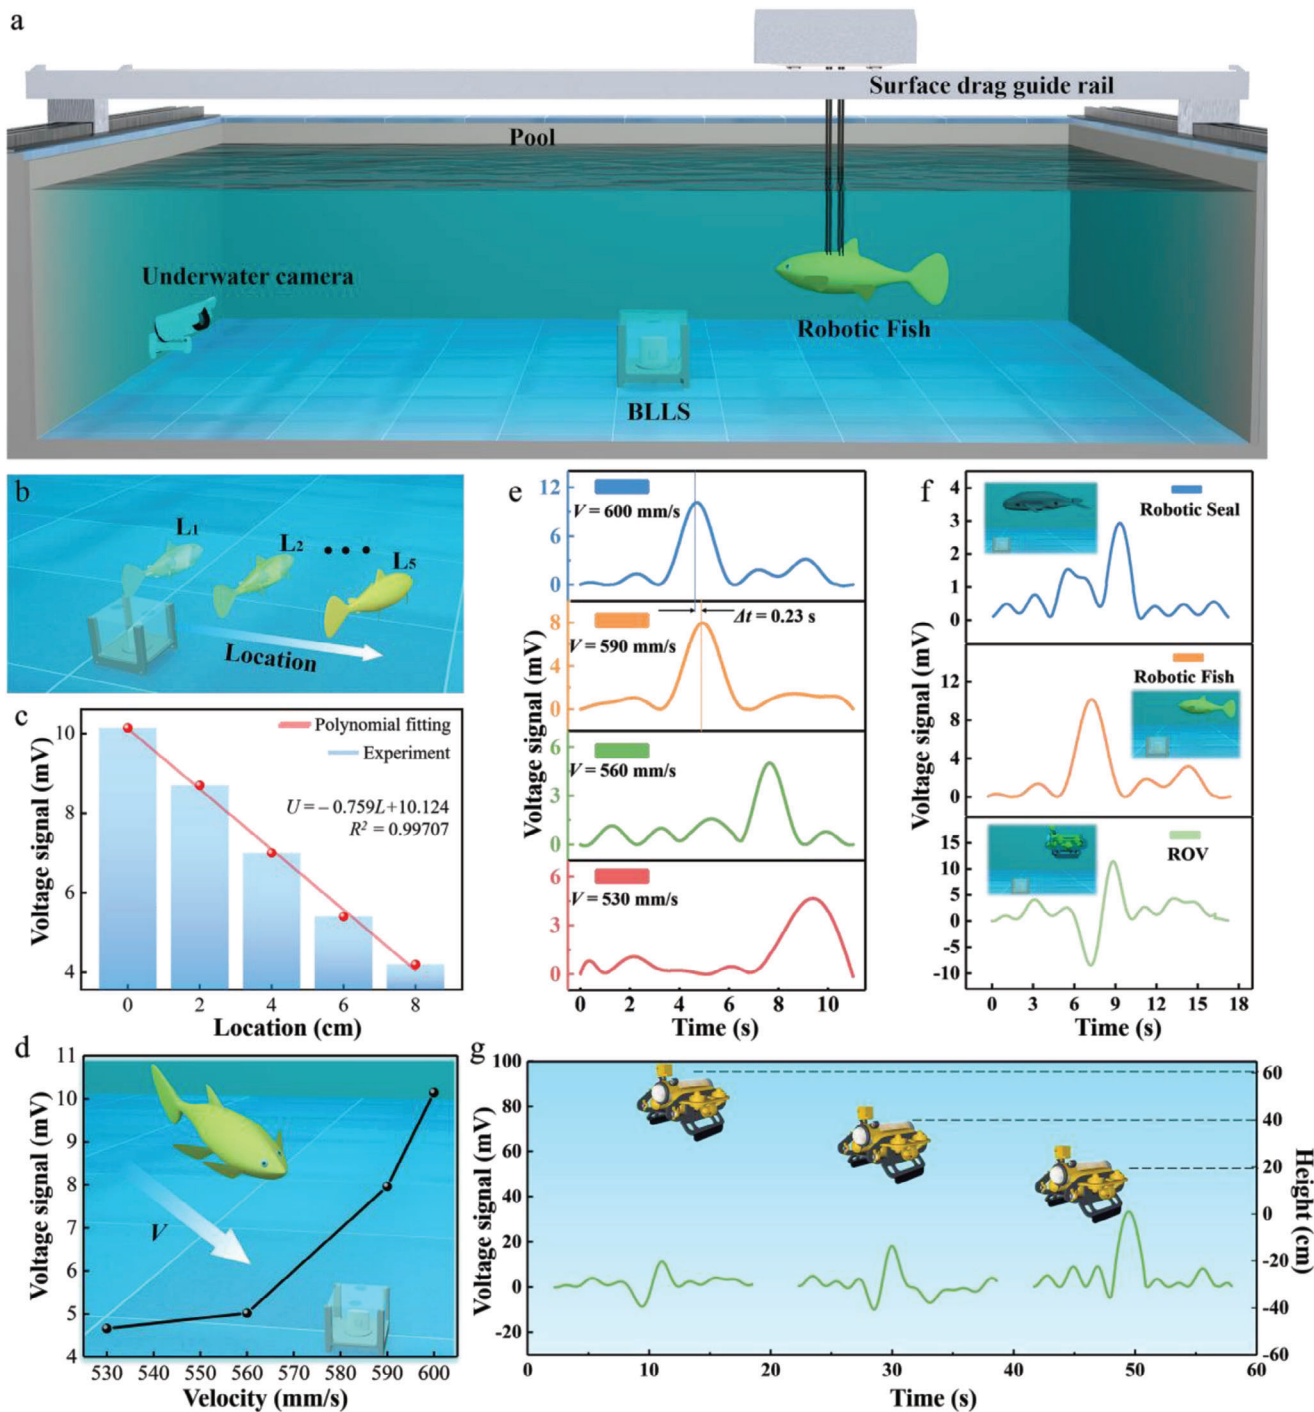 a
Surface drag guide rail
Pool
Underwater camera
Robotic Fish
BLLS
b
L1
L2
• • •
L5
Location
c
Voltage signal (mV)
10
8
6
4
Polynomial fitting
Experiment
U = – 0.759L+10.124
R² = 0.99707
0 2 4 6 8
Location (cm)
d
Voltage signal (mV)
11
10
9
8
7
6
5
4
V
530 540 550 560 570 580 590 600
Velocity (mm/s)
e
Voltage signal (mV)
12
6
0
V = 600 mm/s
8
4
0
V = 590 mm/s
Δt = 0.23 s
6
3
0
V = 560 mm/s
6
3
0
V = 530 mm/s
0 2 4 6 8 10
Time (s)
f
Voltage signal (mV)
4
3
2
1
0
Robotic Seal
12
8
4
0
Robotic Fish
15
10
5
0
-5
-10
ROV
0 3 6 9 12 15 18
Time (s)
g
Voltage signal (mV)
100
80
60
40
20
0
-20
60
40
20
0
-20
-40
-60
Height (cm)
0 10 20 30 40 50 60
Time (s)